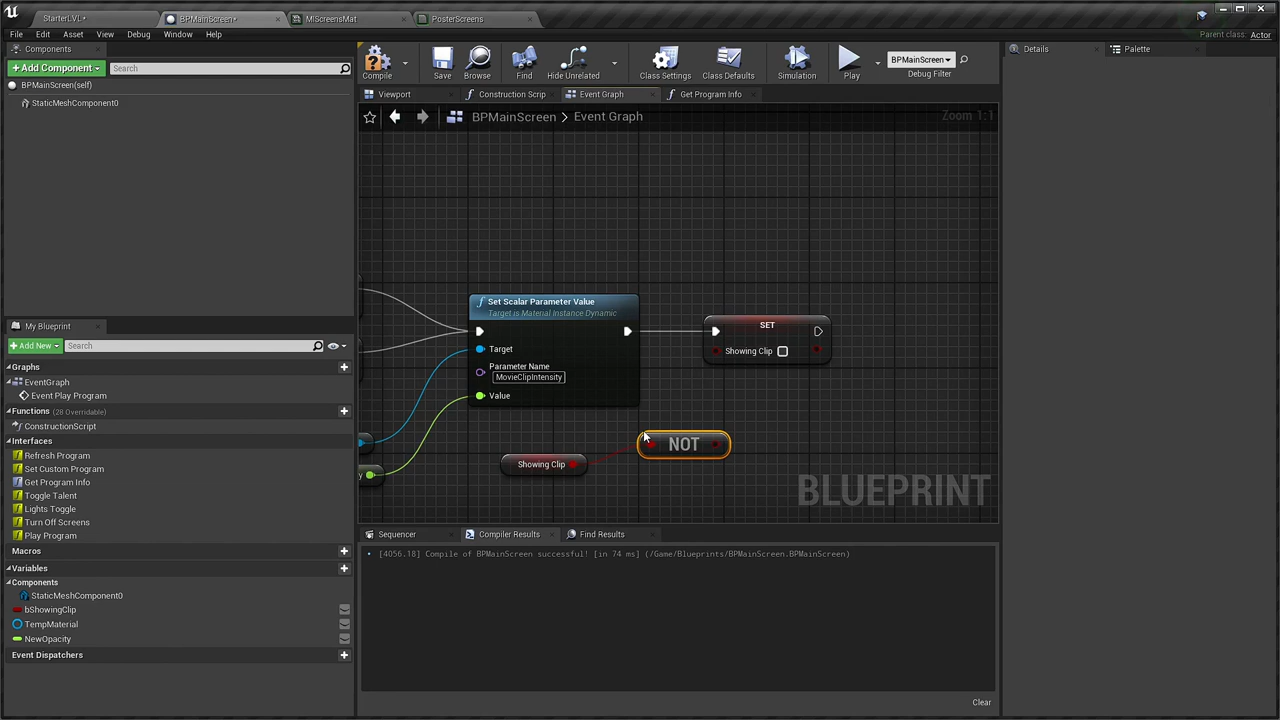 StarterLVL*
BPMainScreen*
MIScreensMat
PosterScreens
File Edit Asset View Debug Window Help
Parent class: Actor
Components
+Add Component
Search
BPMainScreen(self)
StaticMeshComponent0
Compile
Save
Browse
Find
Hide Unrelated
Class Settings
Class Defaults
Simulation
Play
BPMainScreen
Debug Filter
Details
Palette
Viewport
Construction Scrip
Event Graph
Get Program Info
BPMainScreen > Event Graph
Zoom 1:1
Set Scalar Parameter Value
Target is Material Instance Dynamic
Target
Parameter Name
MovieClipIntensity
Value
SET
Showing Clip
NOT
Showing Clip
y
BLUEPRINT
My Blueprint
+Add New
Search
Graphs
EventGraph
Event Play Program
Functions (28 Overridable)
ConstructionScript
Interfaces
Refresh Program
Set Custom Program
Get Program Info
Toggle Talent
Lights Toggle
Turn Off Screens
Play Program
Macros
Variables
Components
StaticMeshComponent0
bShowingClip
TempMaterial
NewOpacity
Event Dispatchers
Sequencer
Compiler Results
Find Results
[4056.18] Compile of BPMainScreen successful! [in 74 ms] (/Game/Blueprints/BPMainScreen.BPMainScreen)
Clear